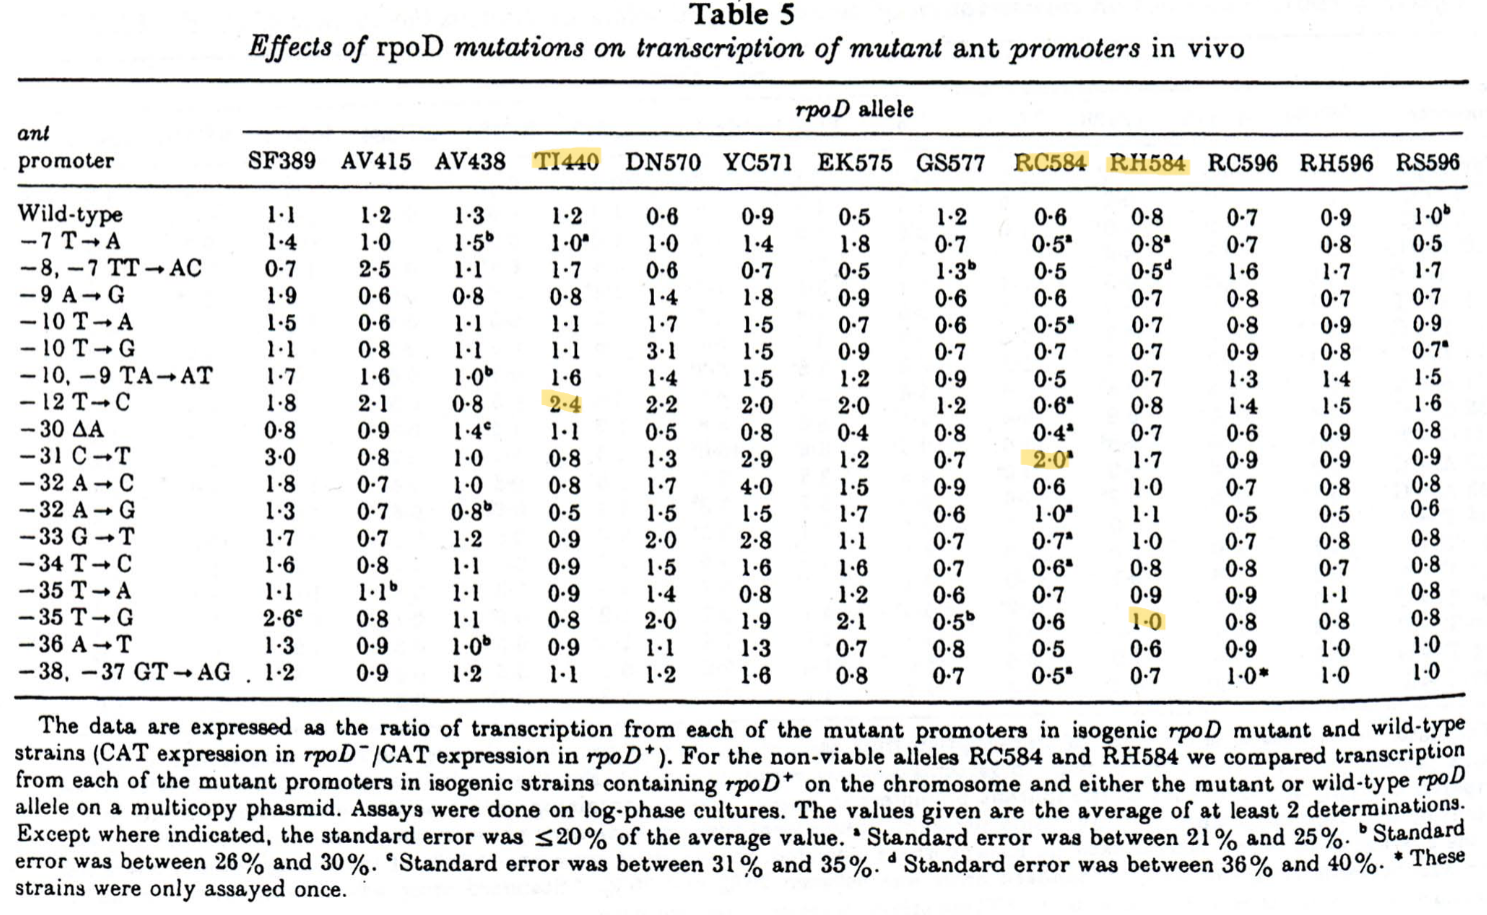 Table 5
Effects of rpoD mutations on transcription of mutant ant promoters in vivo
rpoD allele
ant
promoter SF389 AV415 AV438 TI440 DN570 YC571 EK575 GS577 RC584 RH584 RC596 RH596 RS596
Wild-type 1·1 1·2 1·3 1·2 0·6 0·9 0·5 1·2 0·6 0·8 0·7 0·9 1·0ᵇ
−7 T→A 1·4 1·0 1·5ᵇ 1·0ᵃ 1·0 1·4 1·8 0·7 0·5ᵃ 0·8ᵃ 0·7 0·8 0·5
−8, −7 TT→AC 0·7 2·5 1·1 1·7 0·6 0·7 0·5 1·3ᵇ 0·5 0·5ᵈ 1·6 1·7 1·7
−9 A→G 1·9 0·6 0·8 0·8 1·4 1·8 0·9 0·6 0·6 0·7 0·8 0·7 0·7
−10 T→A 1·5 0·6 1·1 1·1 1·7 1·5 0·7 0·6 0·5ᵃ 0·7 0·8 0·9 0·9
−10 T→G 1·1 0·8 1·1 1·1 3·1 1·5 0·9 0·7 0·7 0·7 0·9 0·8 0·7ᵃ
−10, −9 TA→AT 1·7 1·6 1·0ᵇ 1·6 1·4 1·5 1·2 0·9 0·5 0·7 1·3 1·4 1·5
−12 T→C 1·8 2·1 0·8 2·4 2·2 2·0 2·0 1·2 0·6ᵃ 0·8 1·4 1·5 1·6
−30 ΔA 0·8 0·9 1·4ᶜ 1·1 0·5 0·8 0·4 0·8 0·4ᵃ 0·7 0·6 0·9 0·8
−31 C→T 3·0 0·8 1·0 0·8 1·3 2·9 1·2 0·7 2·0ᵃ 1·7 0·9 0·9 0·9
−32 A→C 1·8 0·7 1·0 0·8 1·7 4·0 1·5 0·9 0·6 1·0 0·7 0·8 0·8
−32 A→G 1·3 0·7 0·8ᵇ 0·5 1·5 1·5 1·7 0·6 1·0ᵃ 1·1 0·5 0·5 0·6
−33 G→T 1·7 0·7 1·2 0·9 2·0 2·8 1·1 0·7 0·7ᵃ 1·0 0·7 0·8 0·8
−34 T→C 1·6 0·8 1·1 0·9 1·5 1·6 1·6 0·7 0·6ᵃ 0·8 0·8 0·7 0·8
−35 T→A 1·1 1·1ᵇ 1·1 0·9 1·4 0·8 1·2 0·6 0·7 0·9 0·9 1·1 0·8
−35 T→G 2·6ᶜ 0·8 1·1 0·8 2·0 1·9 2·1 0·5ᵇ 0·6 1·0 0·8 0·8 0·8
−36 A→T 1·3 0·9 1·0ᵇ 0·9 1·1 1·3 0·7 0·8 0·5 0·6 0·9 1·0 1·0
−38, −37 GT→AG 1·2 0·9 1·2 1·1 1·2 1·6 0·8 0·7 0·5ᵃ 0·7 1·0* 1·0 1·0
The data are expressed as the ratio of transcription from each of the mutant promoters in isogenic rpoD mutant and wild-type
strains (CAT expression in rpoD⁻/CAT expression in rpoD⁺). For the non-viable alleles RC584 and RH584 we compared transcription
from each of the mutant promoters in isogenic strains containing rpoD⁺ on the chromosome and either the mutant or wild-type rpoD
allele on a multicopy phasmid. Assays were done on log-phase cultures. The values given are the average of at least 2 determinations.
Except where indicated, the standard error was ≤20% of the average value. ᵃ Standard error was between 21% and 25%. ᵇ Standard
error was between 26% and 30%. ᶜ Standard error was between 31% and 35%. ᵈ Standard error was between 36% and 40%. * These
strains were only assayed once.